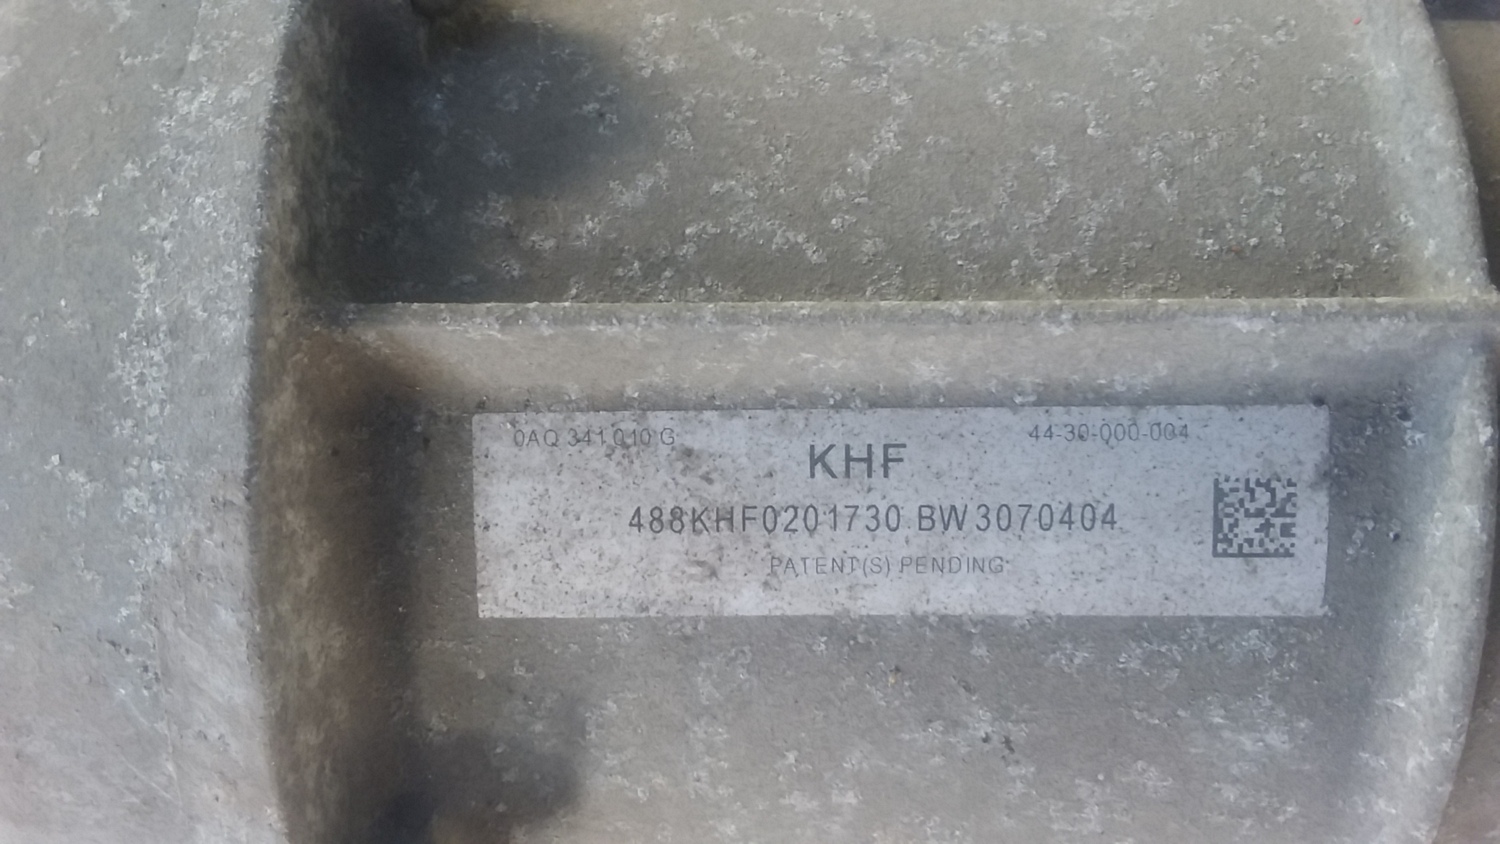 0AQ 341 010 G 44-30-000-004
KHF
488KHF0201730 BW3070404
PATENT(S) PENDING